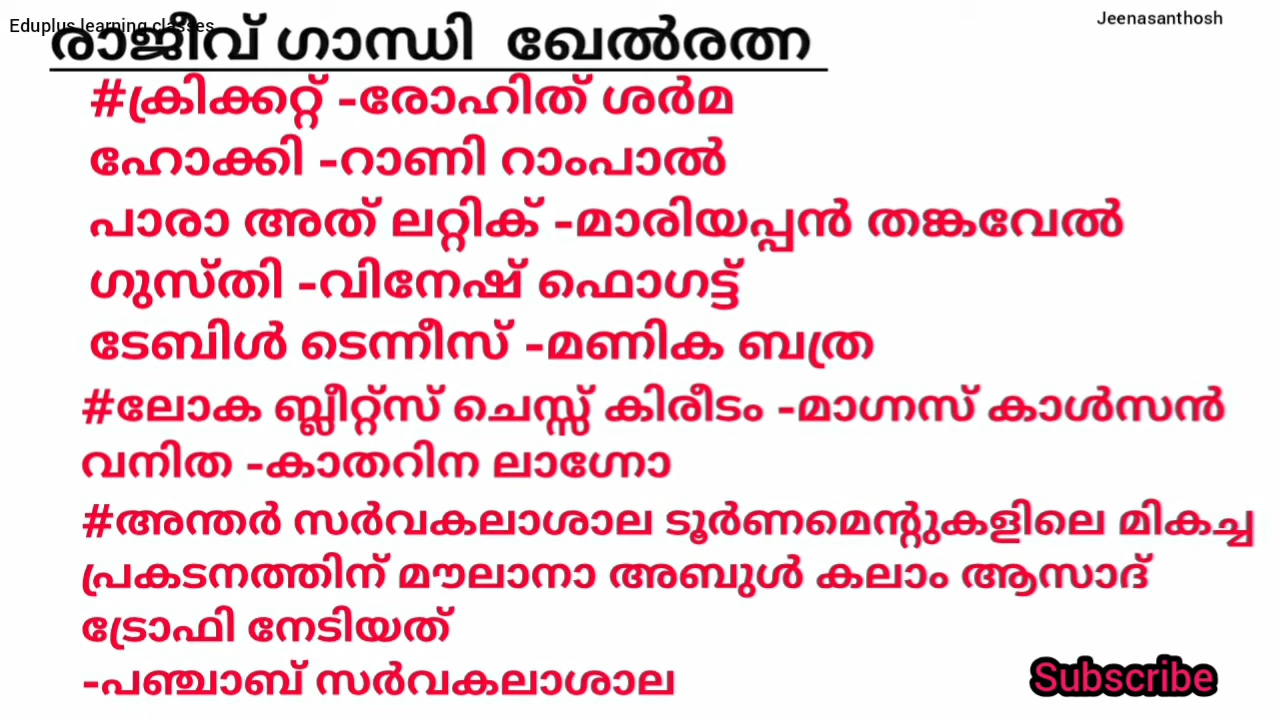 Eduplus learning classes
Jeenasanthosh
രാജീവ് ഗാന്ധി ഖേൽരത്ന
#ക്രിക്കറ്റ് -രോഹിത് ശർമ
ഹോക്കി -റാണി റാംപാൽ
പാരാ അത് ലറ്റിക് -മാരിയപ്പൻ തങ്കവേൽ
ഗുസ്തി -വിനേഷ് ഫൊഗട്ട്
ടേബിൾ ടെന്നീസ് -മണിക ബത്ര
#ലോക ബ്ലീറ്റ്സ് ചെസ്സ് കിരീടം -മാഗ്നസ് കാൾസൻ
വനിത -കാതറിന ലാഗ്നോ
#അന്തർ സർവകലാശാല ടൂർണമെന്റുകളിലെ മികച്ച
പ്രകടനത്തിന് മൗലാനാ അബുൾ കലാം ആസാദ്
ട്രോഫി നേടിയത്
-പഞ്ചാബ് സർവകലാശാല
Subscribe